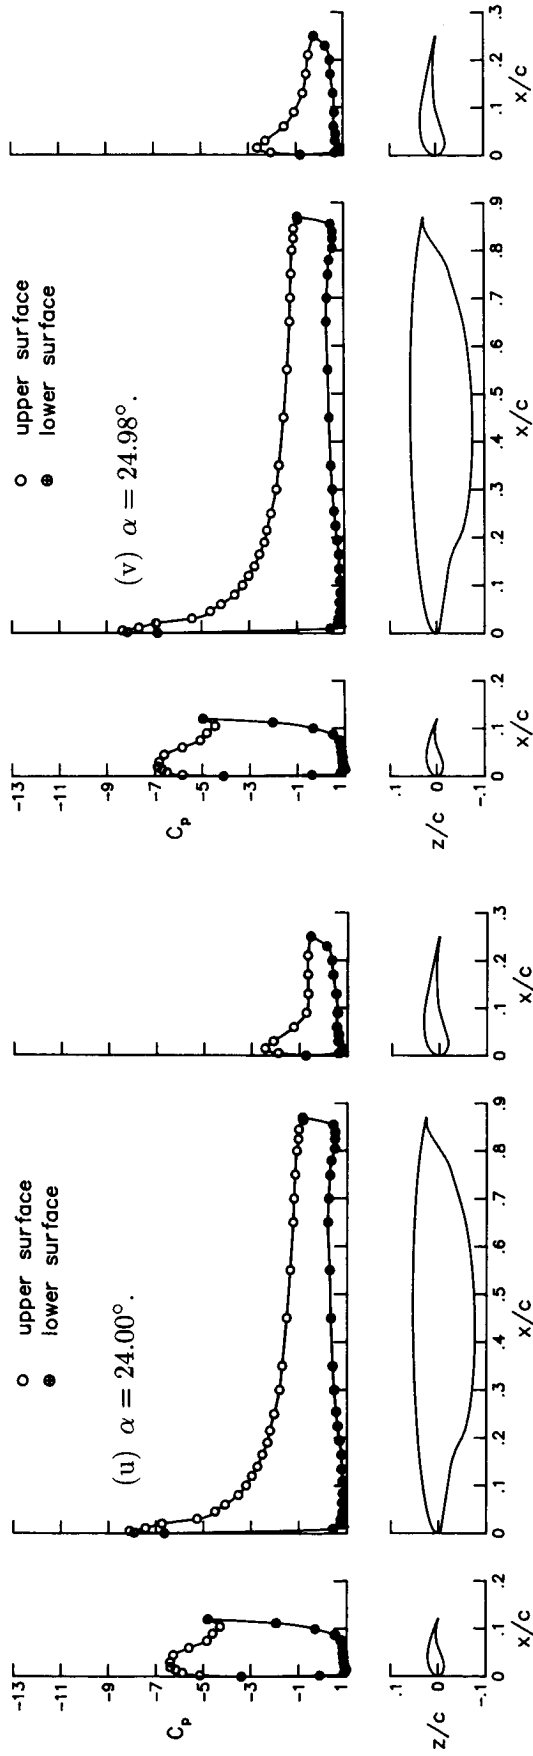 -13
-11
-9
-7
-5
-3
-1
1
Cp
○ upper surface
⊕ lower surface
(u) α = 24.00°.
.1
0
-.1
z/c
0 .1 .2
x/c
0 .1 .2 .3 .4 .5 .6 .7 .8 .9
x/c
0 .1 .2 .3
x/c
-13
-11
-9
-7
-5
-3
-1
1
Cp
○ upper surface
⊕ lower surface
(v) α = 24.98°.
.1
0
-.1
z/c
0 .1 .2
x/c
0 .1 .2 .3 .4 .5 .6 .7 .8 .9
x/c
0 .1 .2 .3
x/c